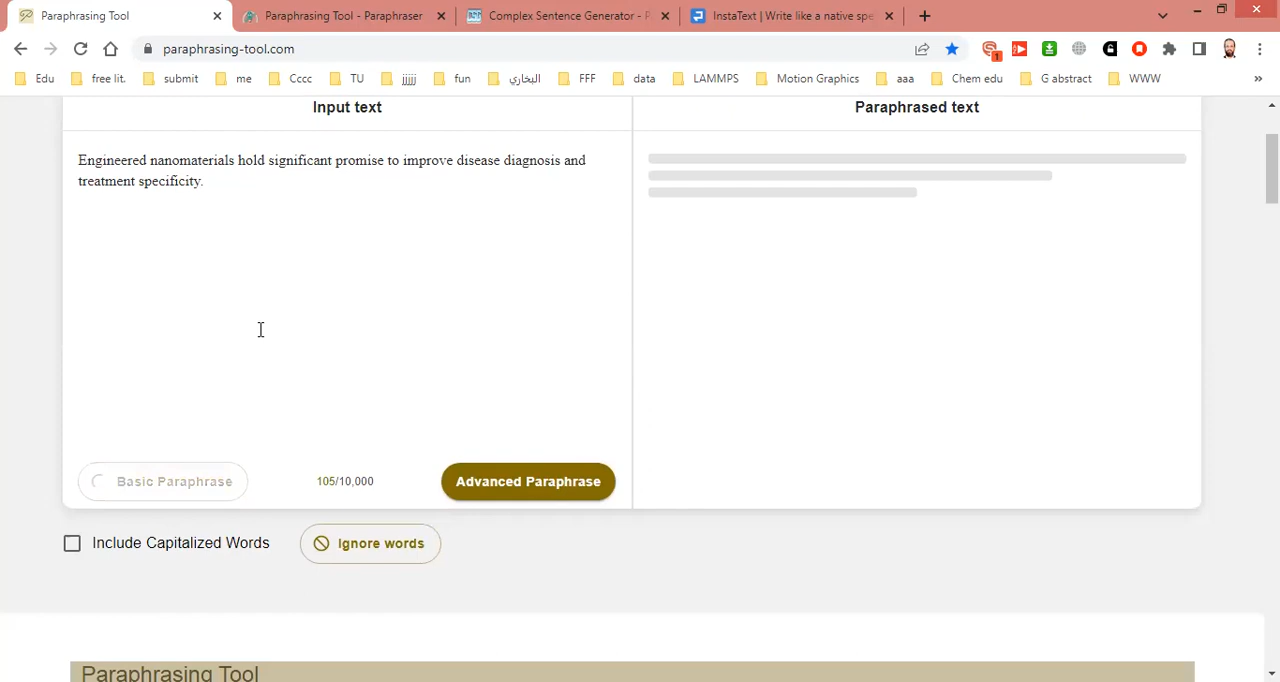 Paraphrasing Tool
Paraphrasing Tool - Paraphraser
Complex Sentence Generator - P
InstaText | Write like a native spe
paraphrasing-tool.com
1
Edu
free lit.
submit
me
Cccc
TU
jjjjj
fun
البخاري
FFF
data
LAMMPS
Motion Graphics
aaa
Chem edu
G abstract
WWW
»
Input text
Paraphrased text
Engineered nanomaterials hold significant promise to improve disease diagnosis and
treatment specificity.
Basic Paraphrase
105/10,000
Advanced Paraphrase
Include Capitalized Words
Ignore words
Paraphrasing Tool